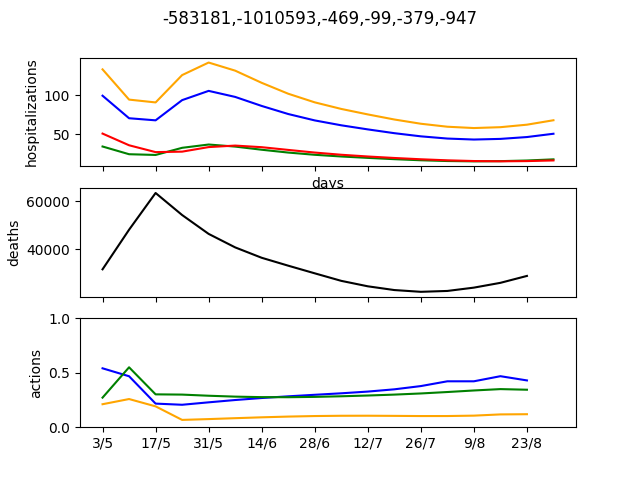 -583181,-1010593,-469,-99,-379,-947
hospitalizations
100
50
days
deaths
60000
40000
actions
1.0
0.5
0.0
3/5 17/5 31/5 14/6 28/6 12/7 26/7 9/8 23/8